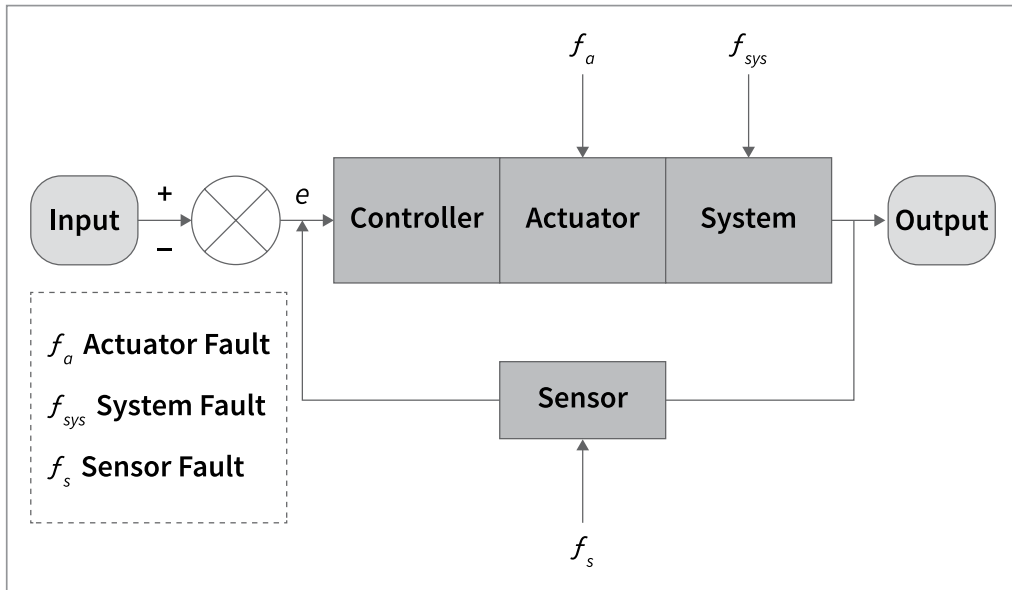 f_a
f_sys
+
e
Input
Controller
Actuator
System
Output
−
f_a Actuator Fault
f_sys System Fault
f_s Sensor Fault
Sensor
f_s